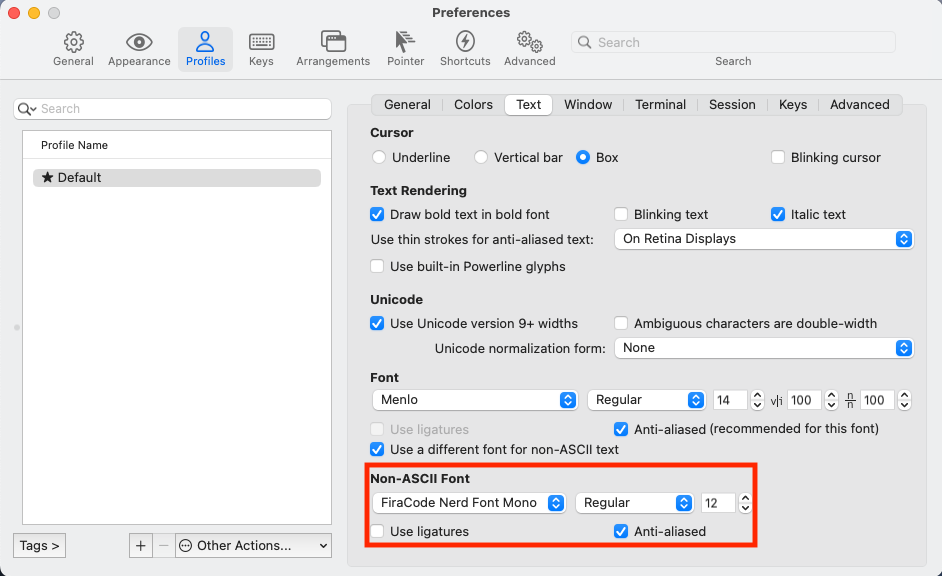 Preferences
General Appearance Profiles Keys Arrangements Pointer Shortcuts Advanced Search
Search
Search
Profile Name
★ Default
Tags >
+ − Other Actions...
General Colors Text Window Terminal Session Keys Advanced
Cursor
Underline Vertical bar Box Blinking cursor
Text Rendering
Draw bold text in bold font Blinking text Italic text
Use thin strokes for anti-aliased text: On Retina Displays
Use built-in Powerline glyphs
Unicode
Use Unicode version 9+ widths Ambiguous characters are double-width
Unicode normalization form: None
Font
Menlo Regular 14 v|i 100 n/n 100
Use ligatures Anti-aliased (recommended for this font)
Use a different font for non-ASCII text
Non-ASCII Font
FiraCode Nerd Font Mono Regular 12
Use ligatures Anti-aliased